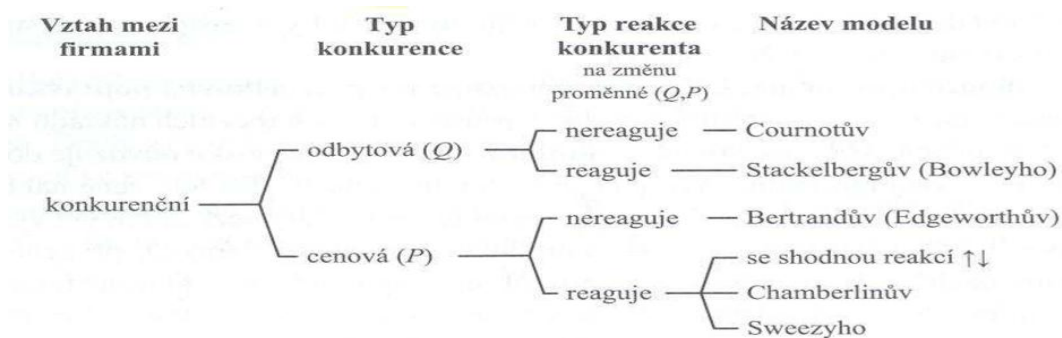 Vztah mezi firmami
Typ konkurence
Typ reakce konkurenta
na změnu proměnné (Q,P)
Název modelu
konkurenční
odbytová (Q)
nereaguje
Cournotův
reaguje
Stackelbergův (Bowleyho)
cenová (P)
nereaguje
Bertrandův (Edgeworthův)
reaguje
se shodnou reakcí ↑↓
Chamberlinův
Sweezyho